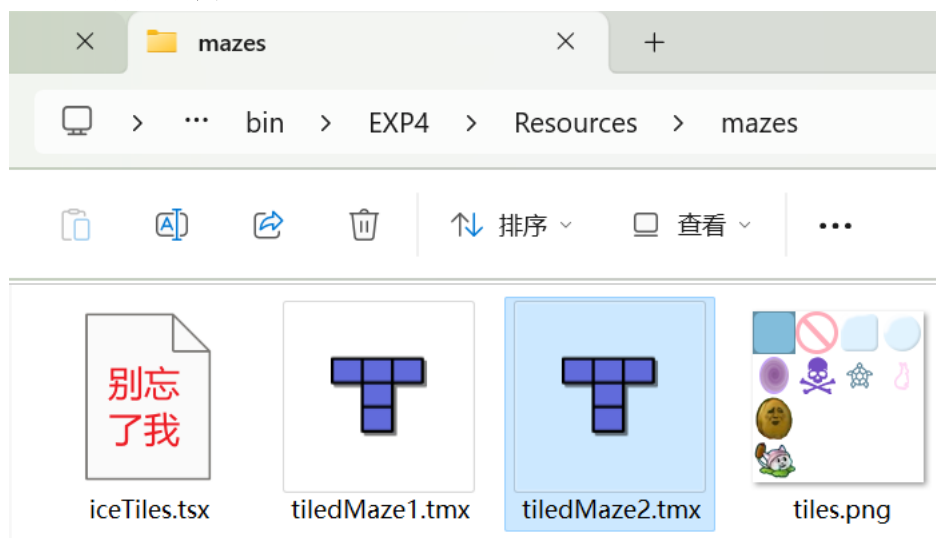 mazes
bin > EXP4 > Resources > mazes
排序
查看
别忘
了我
iceTiles.tsx
tiledMaze1.tmx
tiledMaze2.tmx
tiles.png